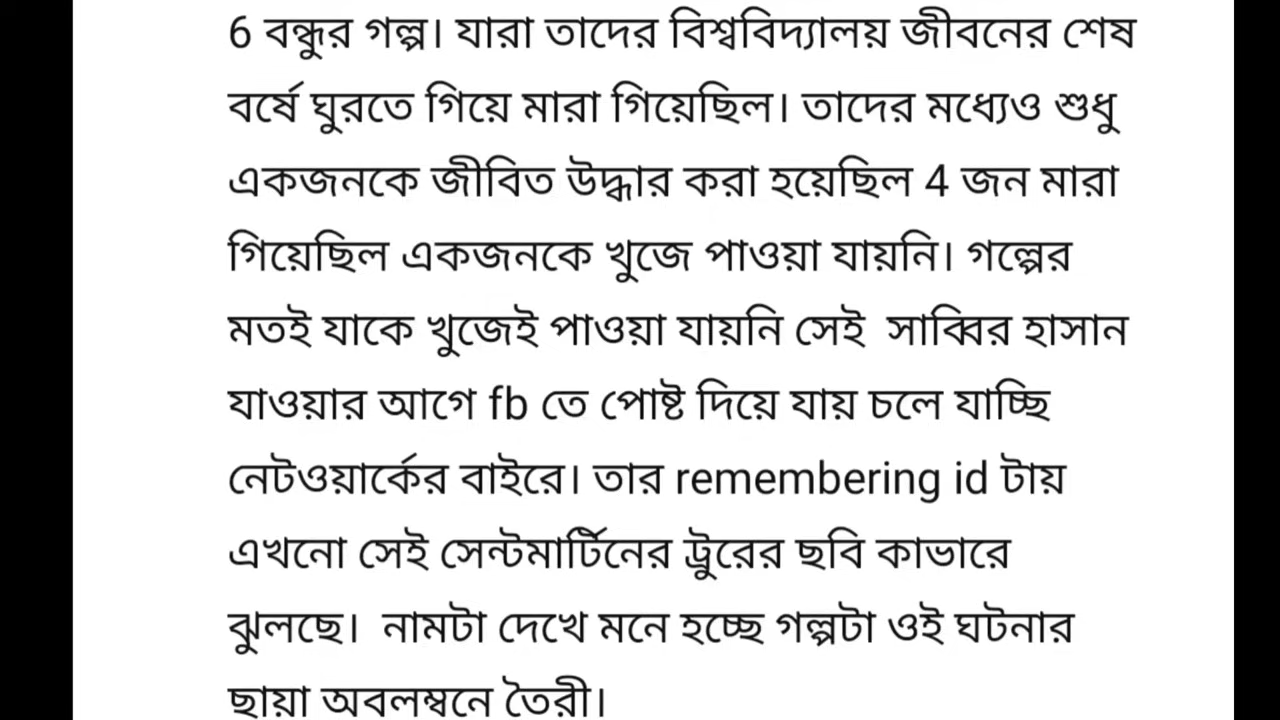 6 বন্ধুর গল্প। যারা তাদের বিশ্ববিদ্যালয় জীবনের শেষ
বর্ষে ঘুরতে গিয়ে মারা গিয়েছিল। তাদের মধ্যেও শুধু
একজনকে জীবিত উদ্ধার করা হয়েছিল 4 জন মারা
গিয়েছিল একজনকে খুজে পাওয়া যায়নি। গল্পের
মতই যাকে খুজেই পাওয়া যায়নি সেই সাব্বির হাসান
যাওয়ার আগে fb তে পোষ্ট দিয়ে যায় চলে যাচ্ছি
নেটওয়ার্কের বাইরে। তার remembering id টায়
এখনো সেই সেন্টমার্টিনের ট্রুরের ছবি কাভারে
ঝুলছে। নামটা দেখে মনে হচ্ছে গল্পটা ওই ঘটনার
ছায়া অবলম্বনে তৈরী।